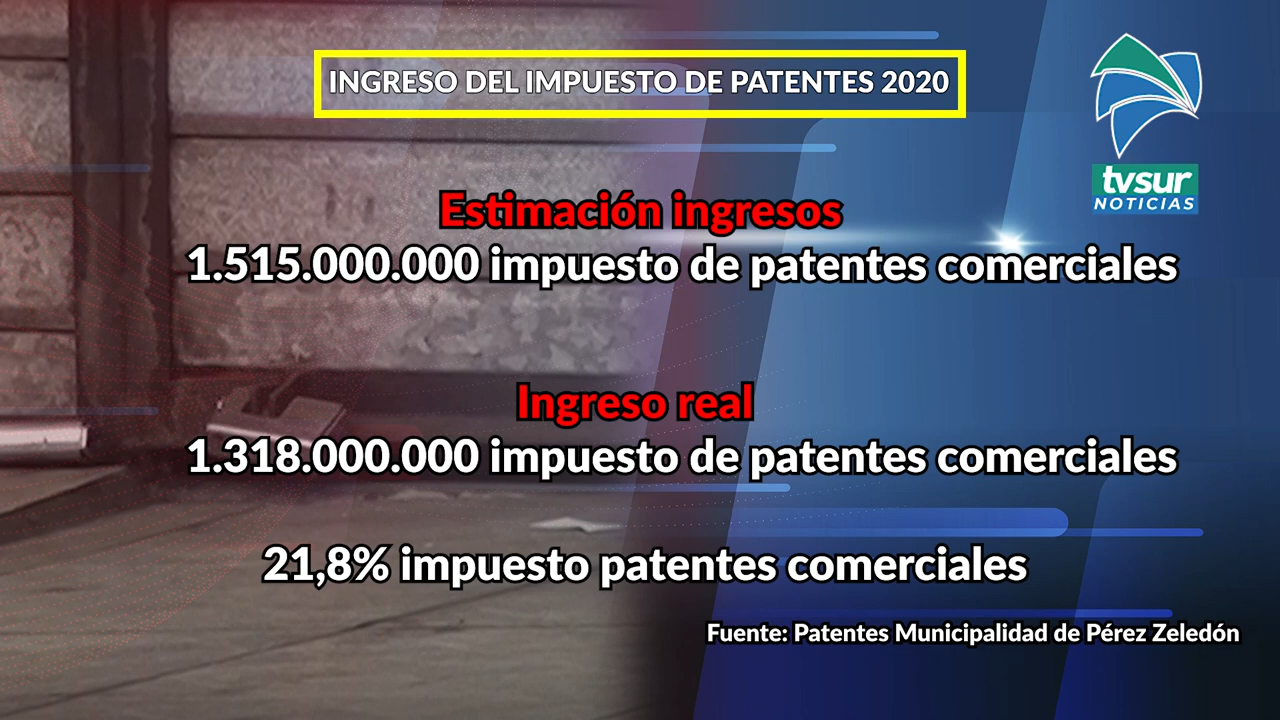 INGRESO DEL IMPUESTO DE PATENTES 2020
tvsur
NOTICIAS
Estimación ingresos
1.515.000.000 impuesto de patentes comerciales
Ingreso real
1.318.000.000 impuesto de patentes comerciales
21,8% impuesto patentes comerciales
Fuente: Patentes Municipalidad de Pérez Zeledón